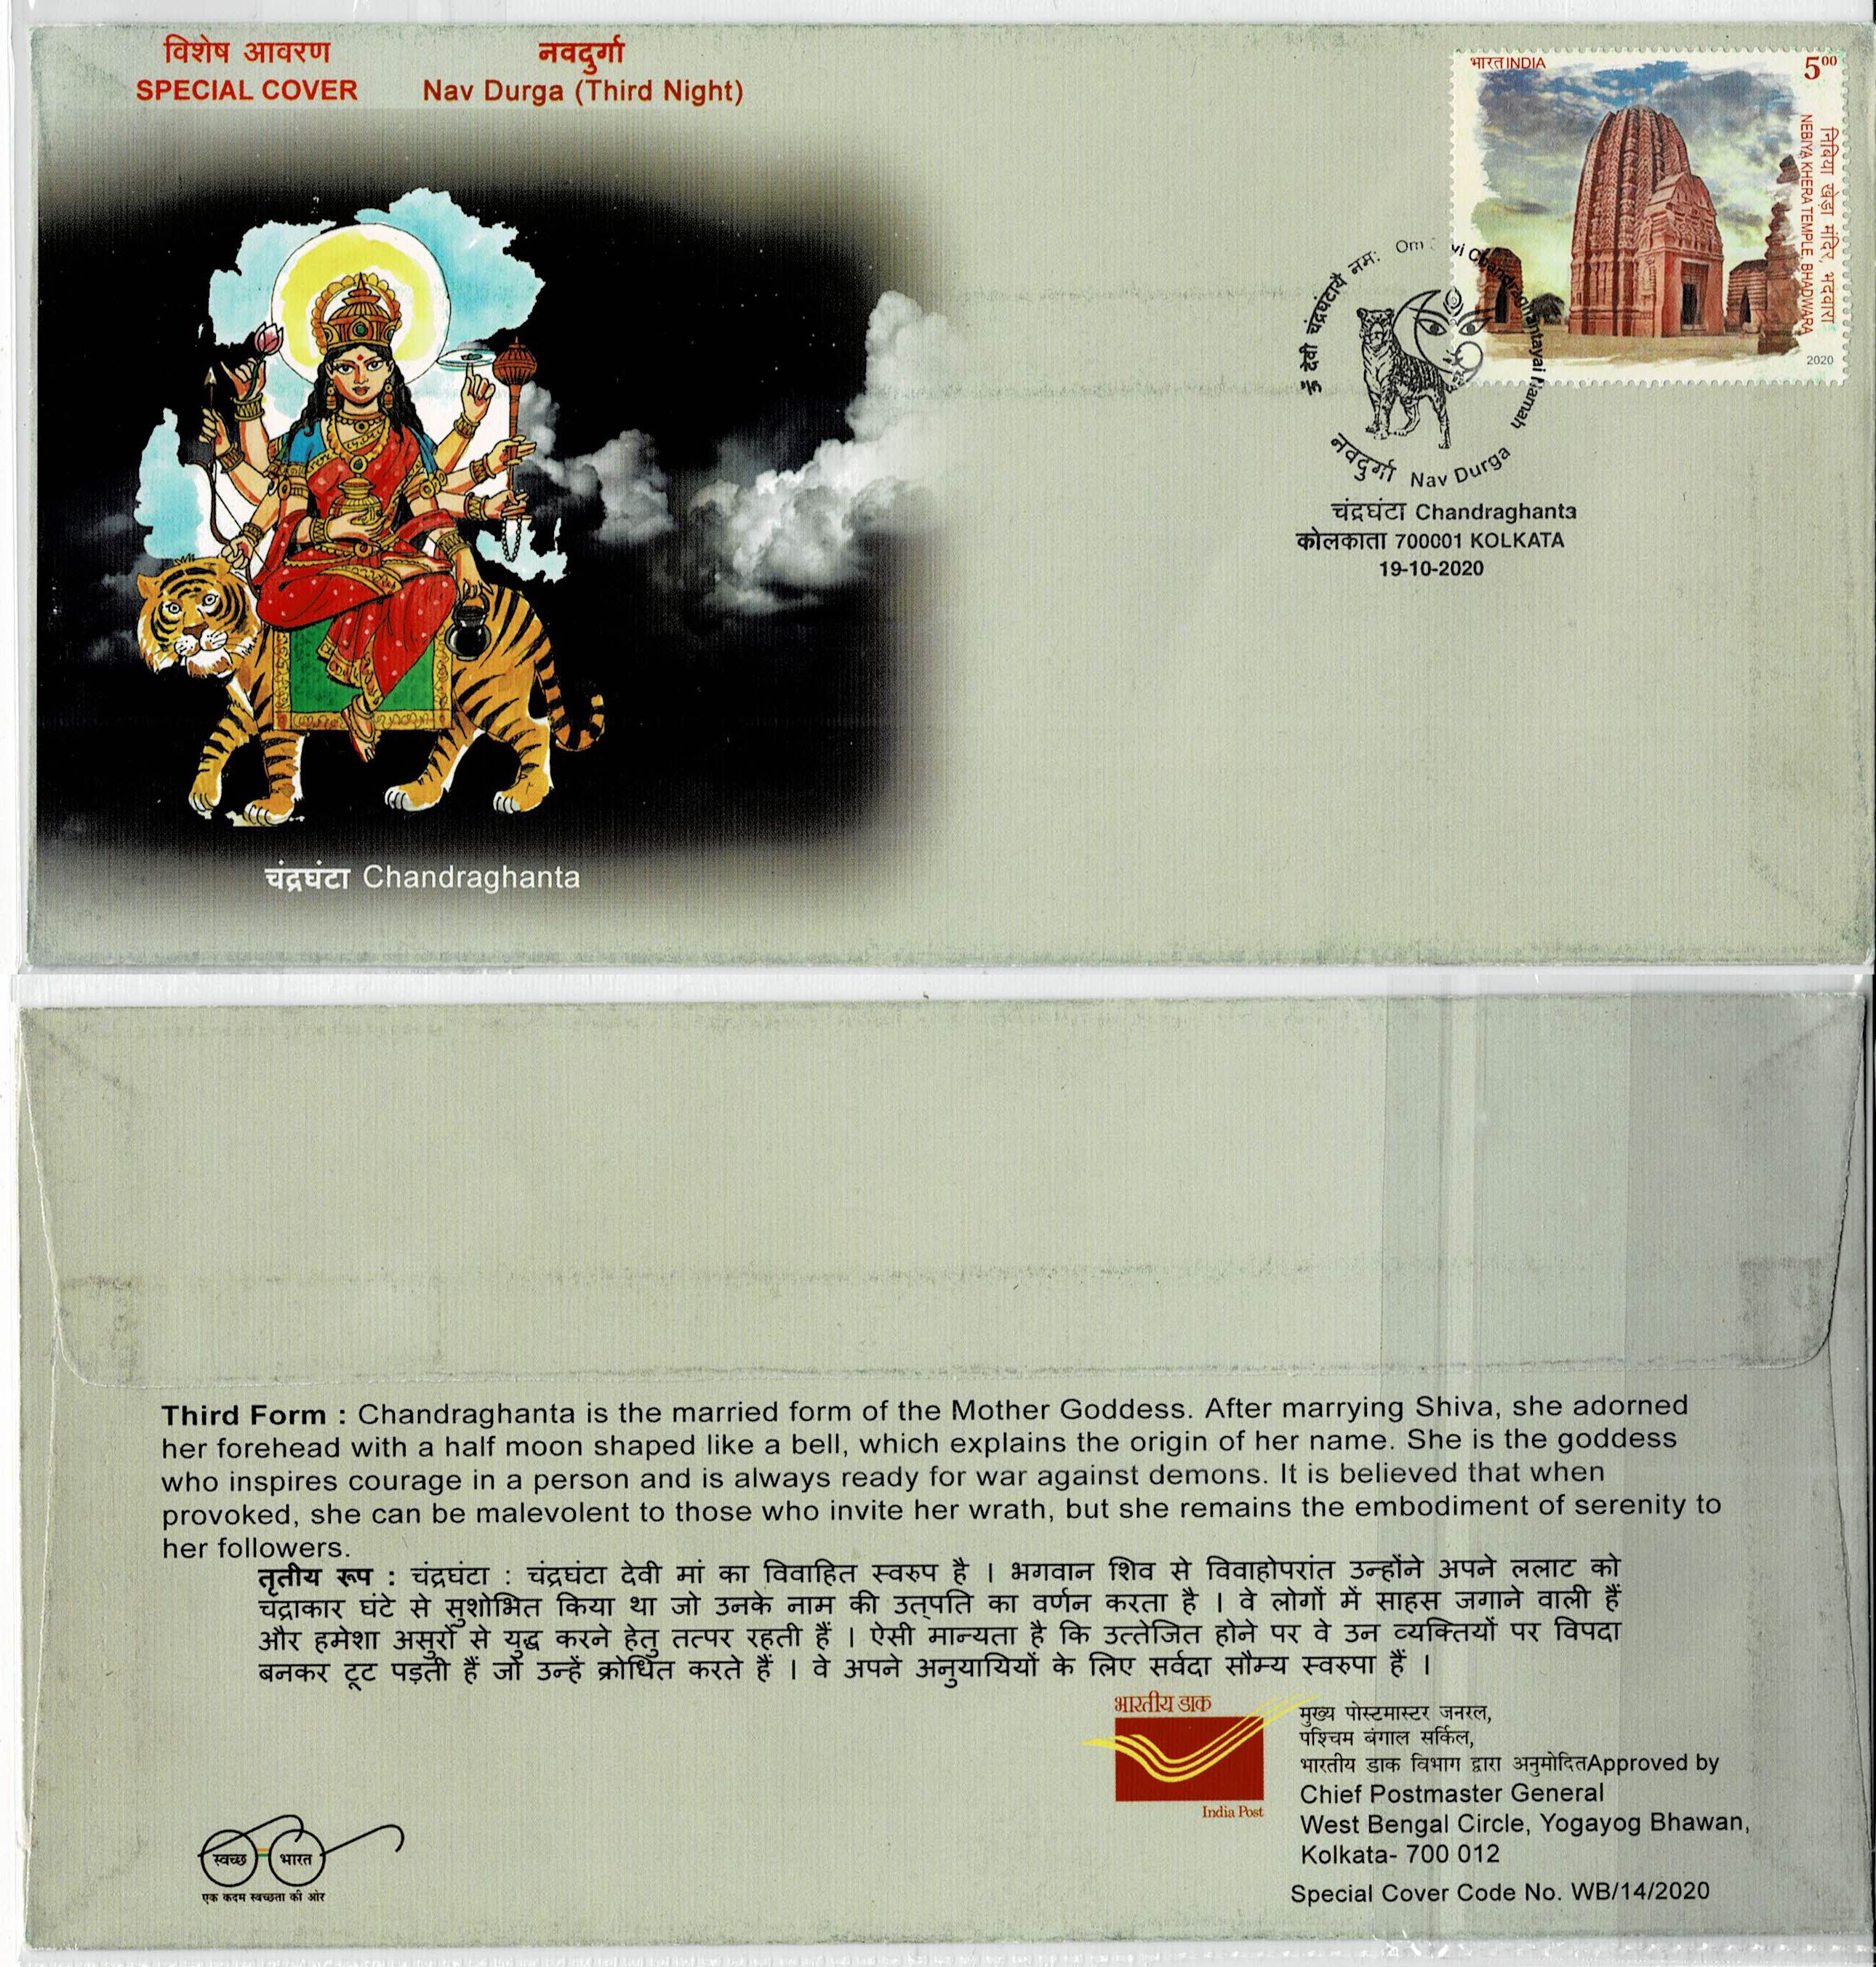 विशेष आवरण
SPECIAL COVER
नवदुर्गा
Nav Durga (Third Night)
भारत INDIA
500
निबिया खेड़ा मंदिर, भदवारा
NEBIYA KHERA TEMPLE, BHADWARA
2020
ॐ देवी चंद्रघंटायै नमः Om Chandraghantayai Namah
नवदुर्गा Nav Durga
चंद्रघंटा Chandraghanta
कोलकाता 700001 KOLKATA
19-10-2020
चंद्रघंटा Chandraghanta
Third Form : Chandraghanta is the married form of the Mother Goddess. After marrying Shiva, she adorned
her forehead with a half moon shaped like a bell, which explains the origin of her name. She is the goddess
who inspires courage in a person and is always ready for war against demons. It is believed that when
provoked, she can be malevolent to those who invite her wrath, but she remains the embodiment of serenity to
her followers.
तृतीय रूप : चंद्रघंटा : चंद्रघंटा देवी मां का विवाहित स्वरुप है । भगवान शिव से विवाहोपरांत उन्होंने अपने ललाट को
चंद्राकार घंटे से सुशोभित किया था जो उनके नाम की उत्पति का वर्णन करता है । वे लोगों में साहस जगाने वाली हैं
और हमेशा असुरों से युद्ध करने हेतु तत्पर रहती हैं । ऐसी मान्यता है कि उत्तेजित होने पर वे उन व्यक्तियों पर विपदा
बनकर टूट पड़ती हैं जो उन्हें क्रोधित करते हैं । वे अपने अनुयायियों के लिए सर्वदा सौम्य स्वरुपा हैं ।
भारतीय डाक
India Post
मुख्य पोस्टमास्टर जनरल,
पश्चिम बंगाल सर्किल,
भारतीय डाक विभाग द्वारा अनुमोदितApproved by
Chief Postmaster General
West Bengal Circle, Yogayog Bhawan,
Kolkata- 700 012
Special Cover Code No. WB/14/2020
स्वच्छ भारत
एक कदम स्वच्छता की ओर